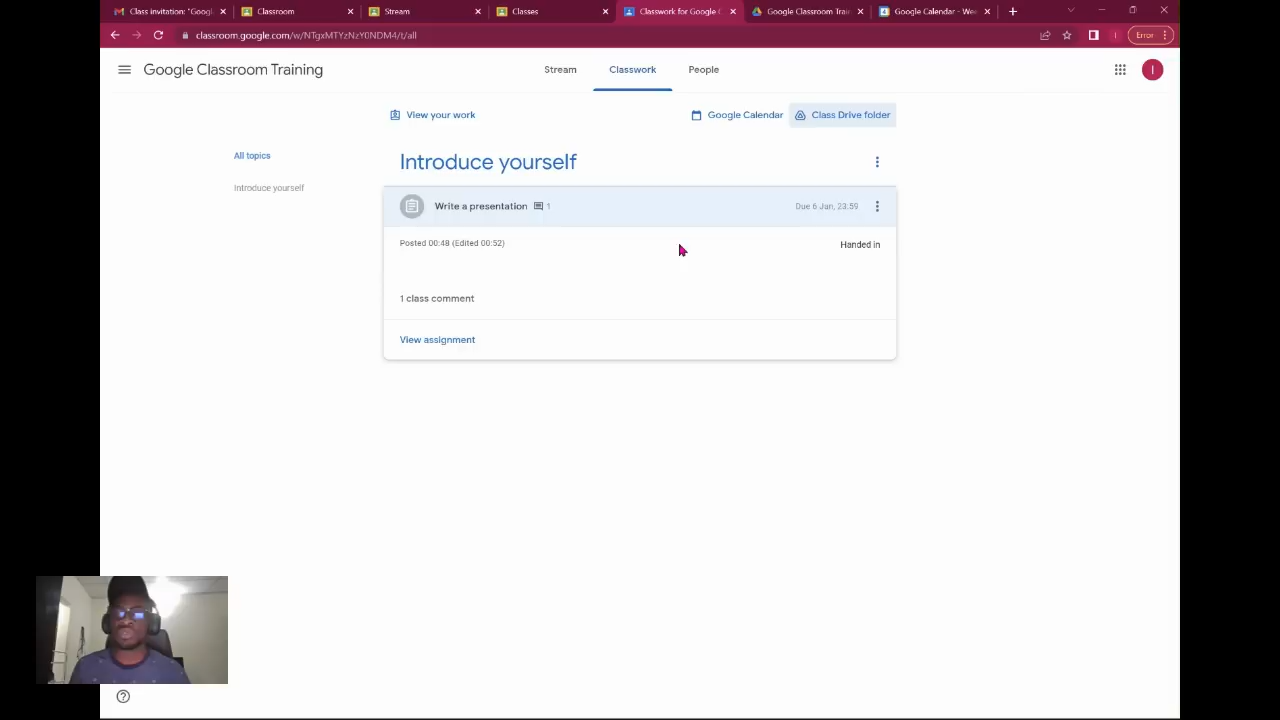 Class invitation: "Googl
Classroom
Stream
Classes
Classwork for Google C
Google Classroom Train
Google Calendar - Wee
classroom.google.com/w/NTgxMTYzNzY0NDM4/t/all
Error
Google Classroom Training
Stream
Classwork
People
I
View your work
Google Calendar
Class Drive folder
All topics
Introduce yourself
Introduce yourself
Write a presentation
1
Due 6 Jan, 23:59
Posted 00:48 (Edited 00:52)
Handed in
1 class comment
View assignment